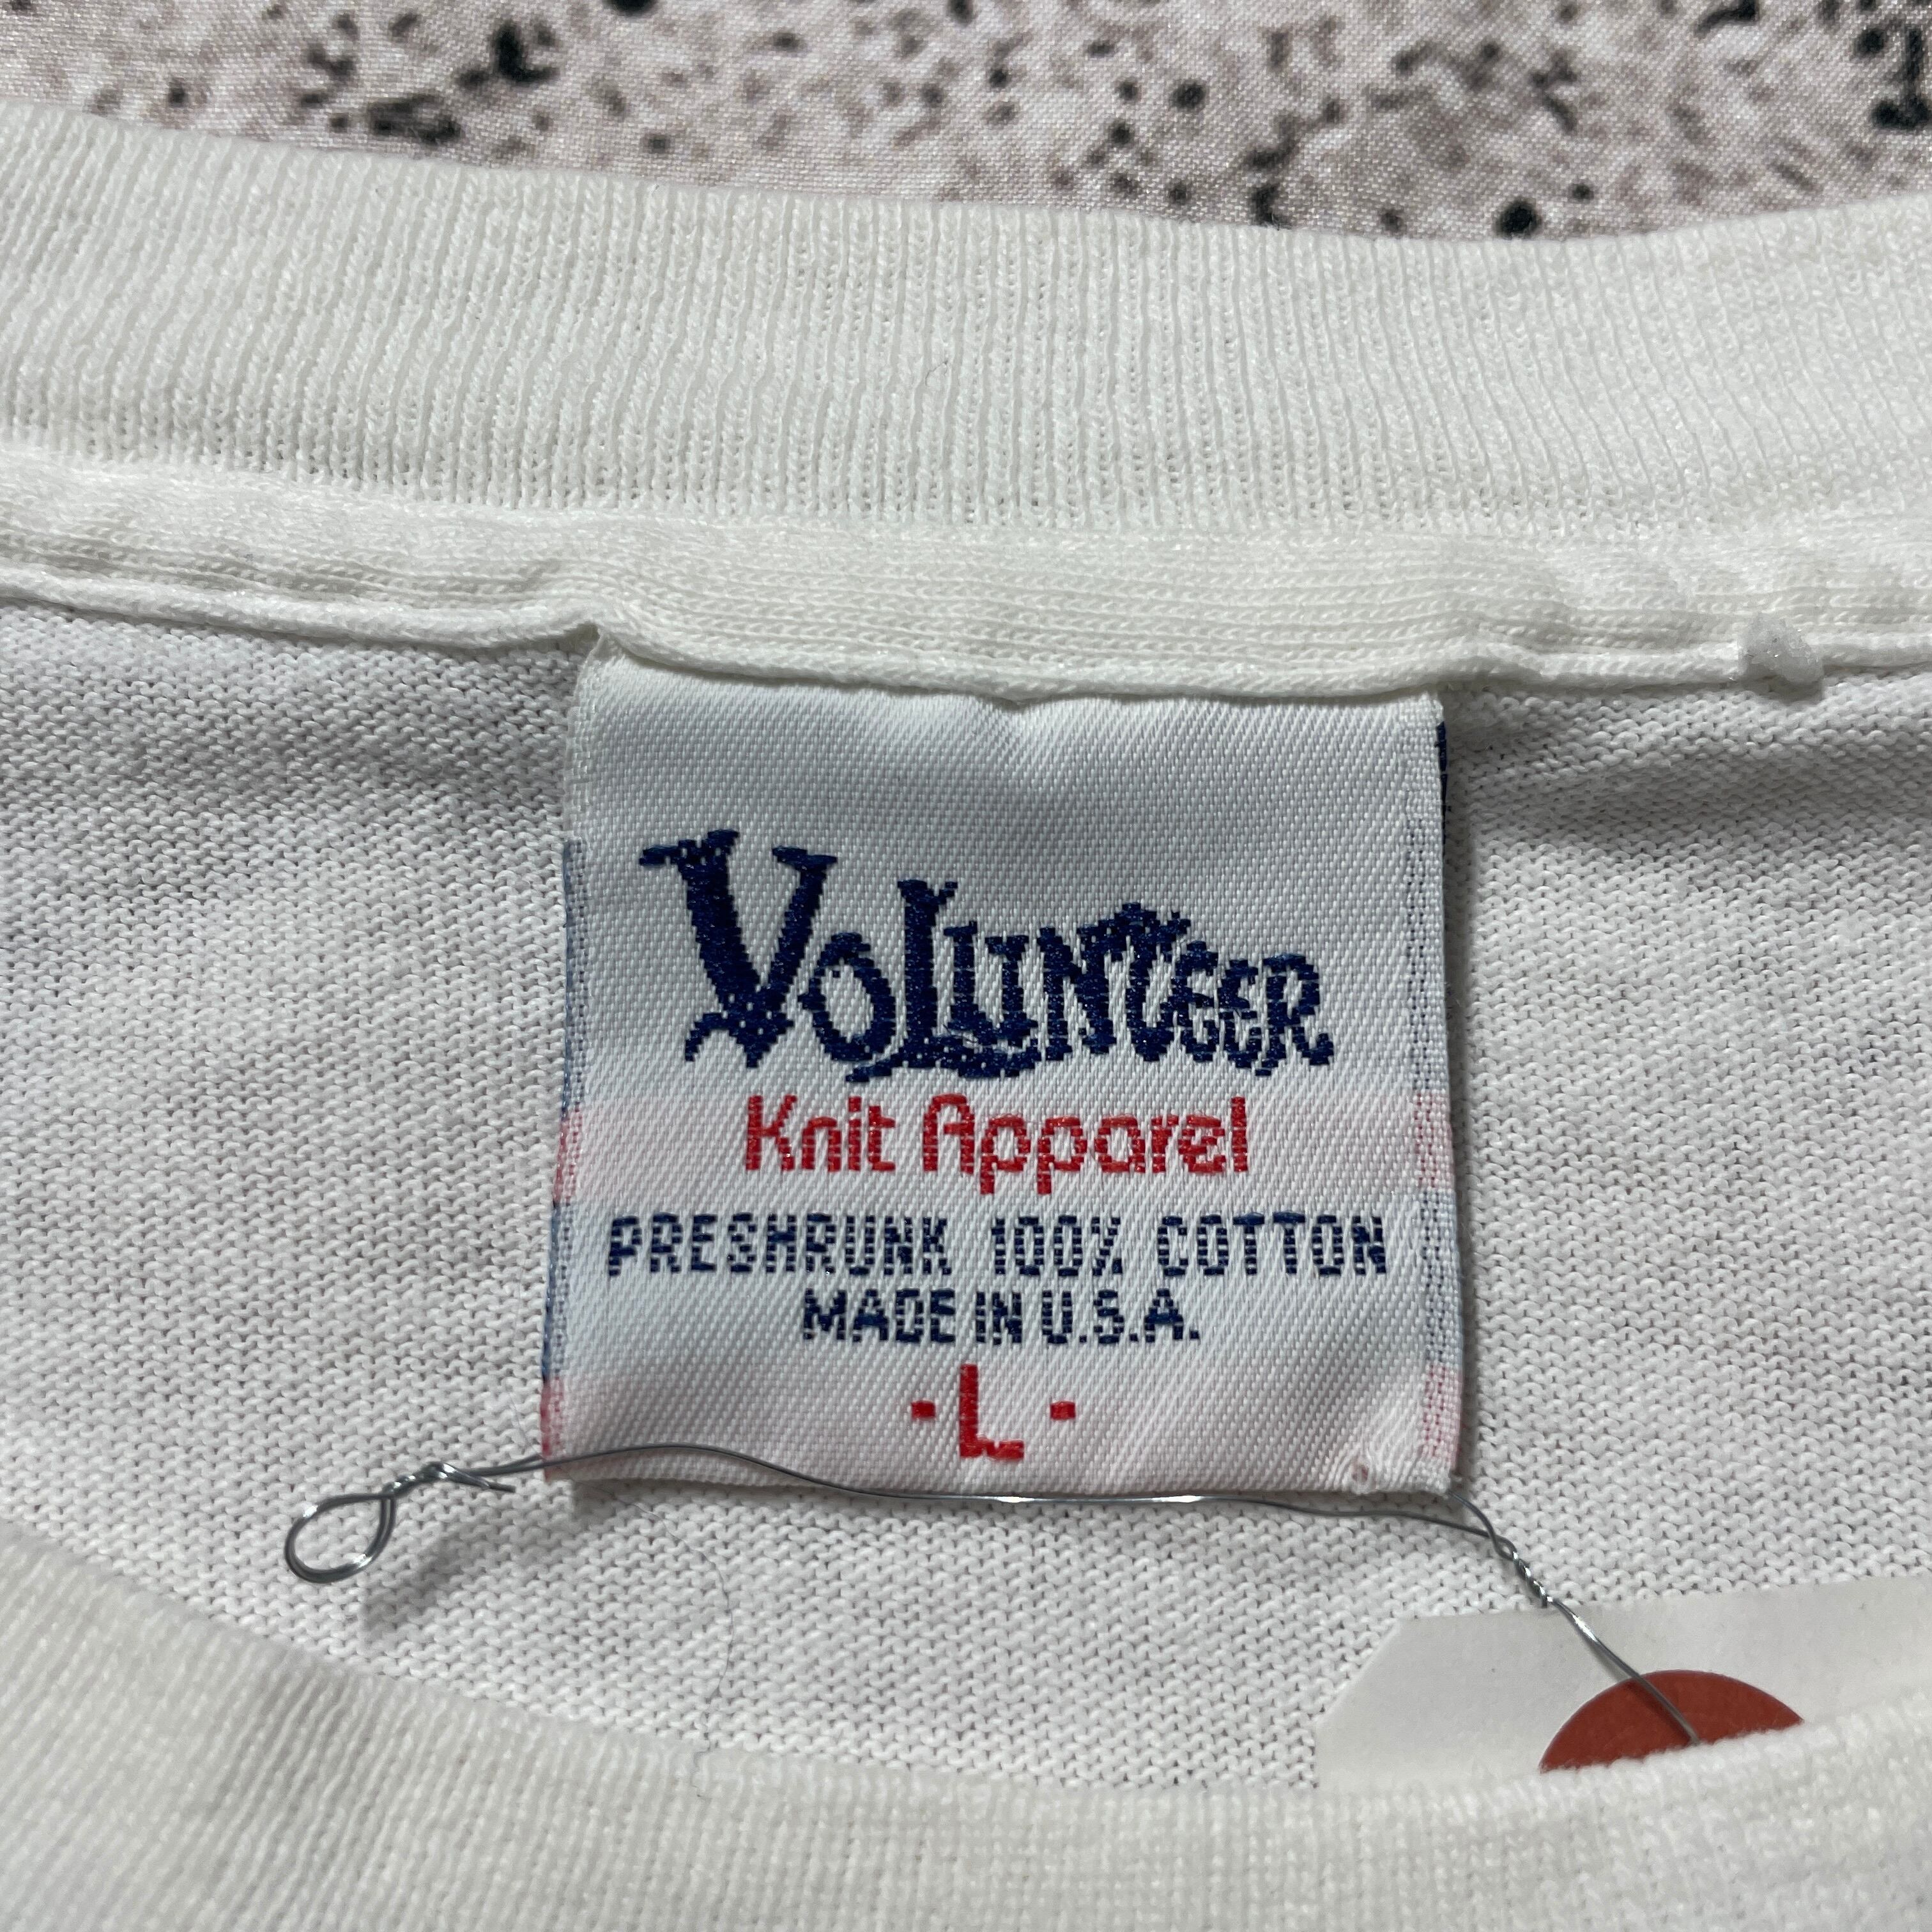 VOLUNTEER
Knit Apparel
PRESHRUNK 100% COTTON
MADE IN U.S.A.
-L-